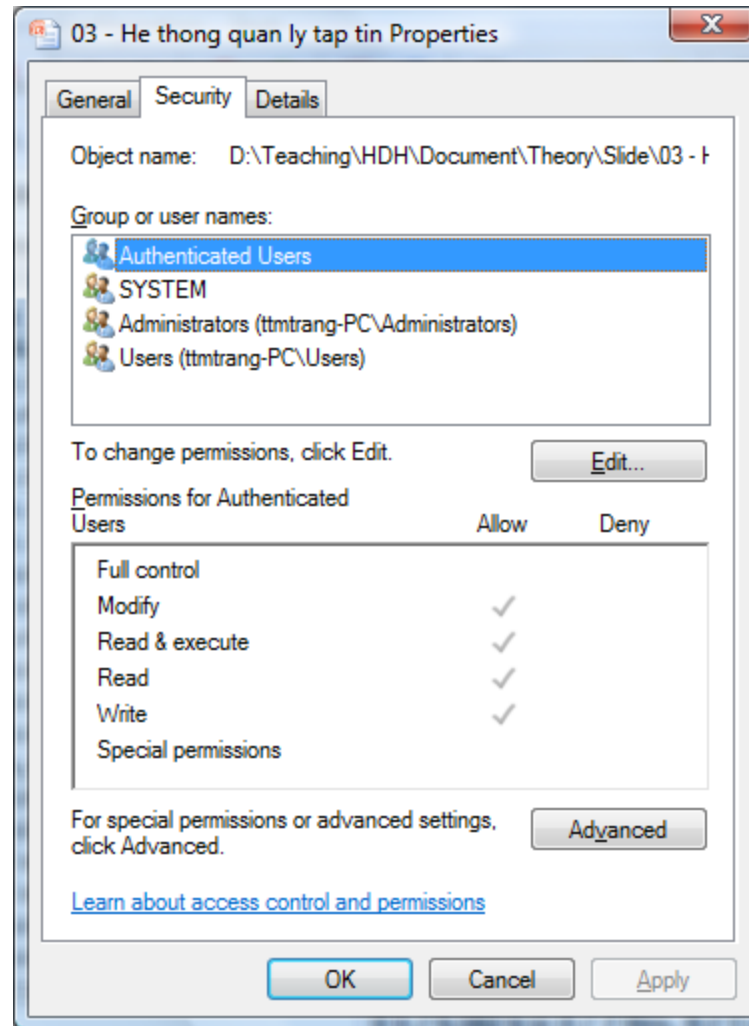 03 - He thong quan ly tap tin Properties
General Security Details
Object name: D:\Teaching\HDH\Document\Theory\Slide\03 - H
Group or user names:
Authenticated Users
SYSTEM
Administrators (ttmtrang-PC\Administrators)
Users (ttmtrang-PC\Users)
To change permissions, click Edit.
Edit...
Permissions for Authenticated
Users Allow Deny
Full control
Modify
Read & execute
Read
Write
Special permissions
For special permissions or advanced settings,
click Advanced.
Advanced
Learn about access control and permissions
OK Cancel Apply